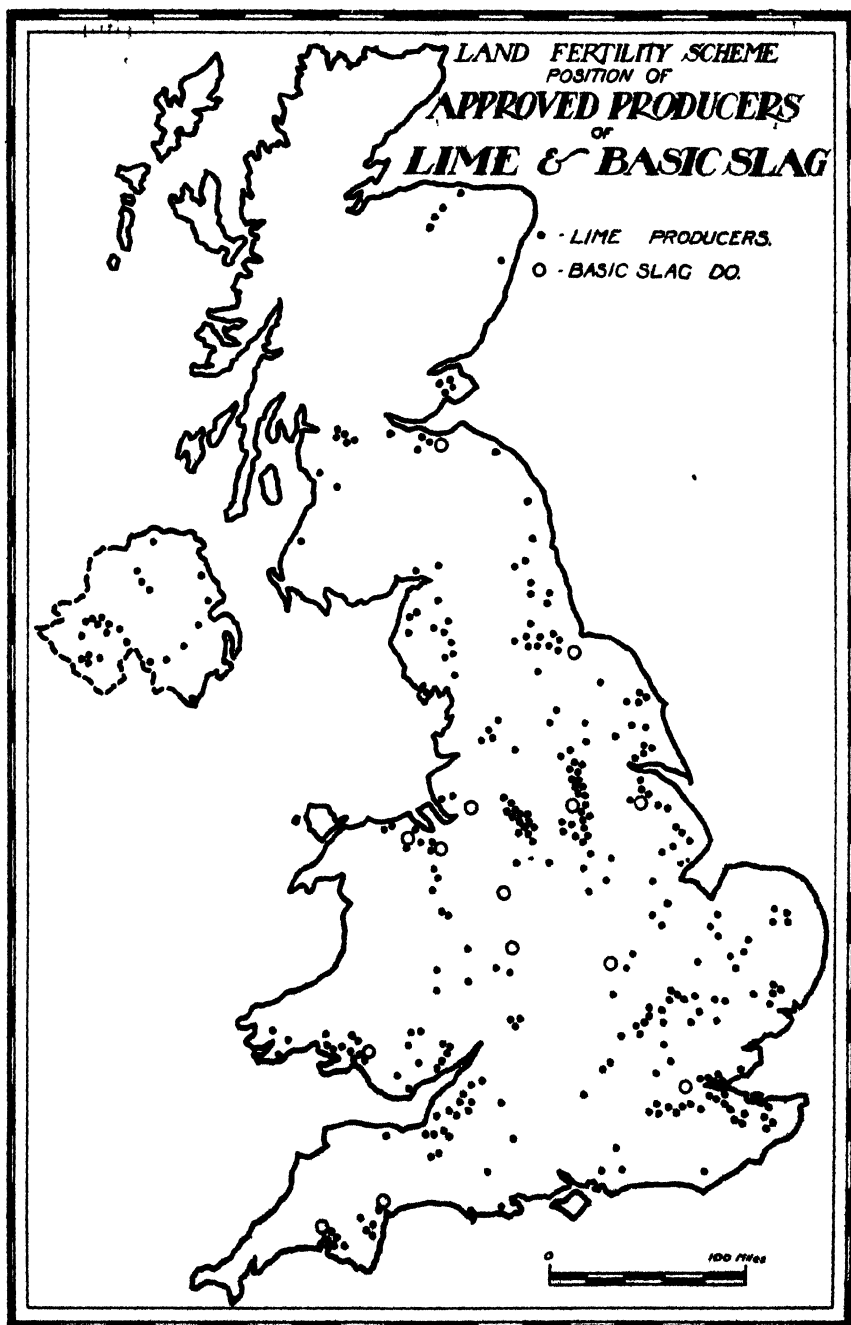 LAND FERTILITY SCHEME
POSITION OF
APPROVED PRODUCERS
OF
LIME & BASIC SLAG
• - LIME PRODUCERS.
O - BASIC SLAG DO.
0 100 Miles